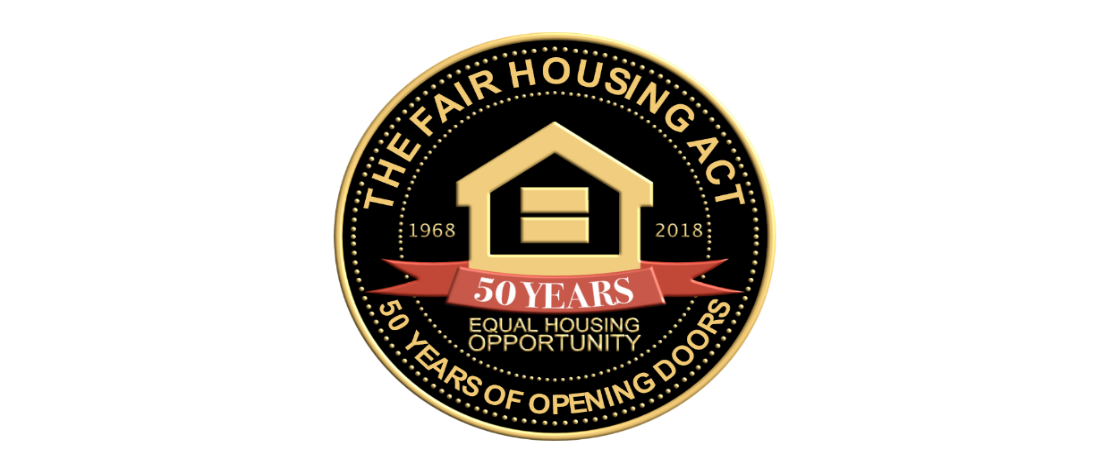 THE FAIR HOUSING ACT
1968
2018
50 YEARS
EQUAL HOUSING
OPPORTUNITY
50 YEARS OF OPENING DOORS